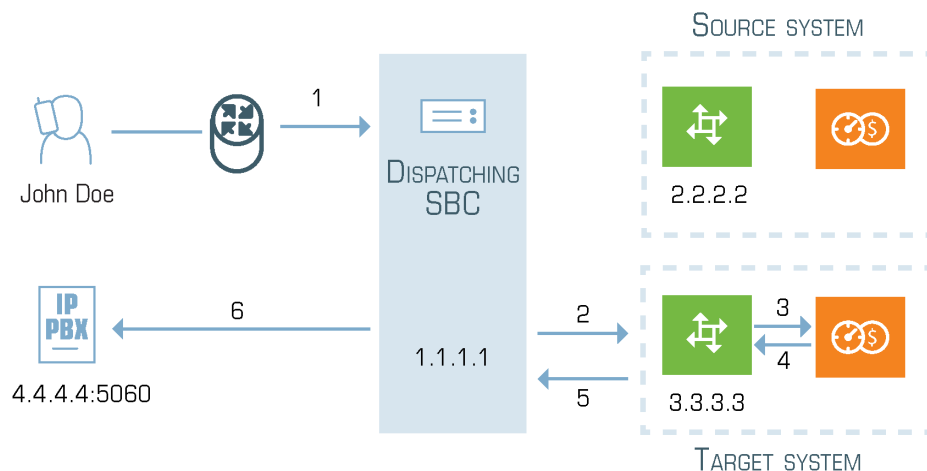 SOURCE SYSTEM
1
$
DISPATCHING
SBC
John Doe
2.2.2.2
IP
PBX
6
2
3
$
4
1.1.1.1
5
4.4.4.4:5060
3.3.3.3
TARGET SYSTEM